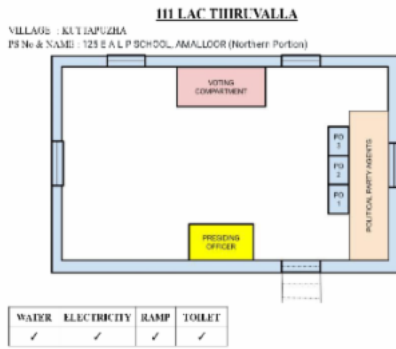 111 LAC THIRUVALLA
VILLAGE : KUTTAPUZHA
PS No & NAME : 125 E A L P SCHOOL, AMALLOOR (Northern Portion)
VOTING
COMPARTMENT
PO 3
PO 2
PO 1
POLITICAL PARTY AGENTS
PRESIDING
OFFICER
WATER ELECTRICITY RAMP TOILET
✓ ✓ ✓ ✓